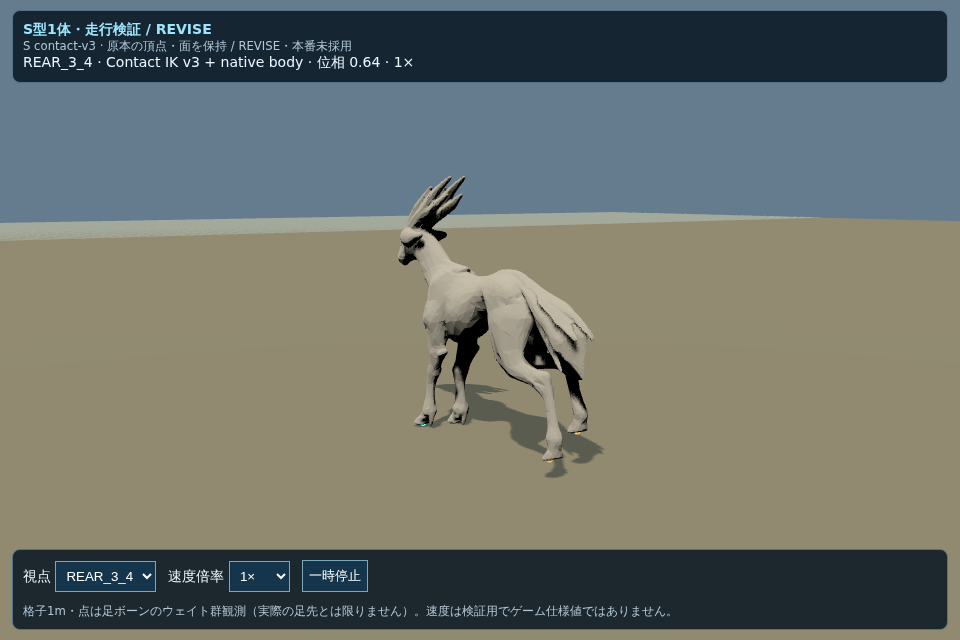 S型1体・走行検証 / REVISE
S contact-v3 · 原本の頂点・面を保持 / REVISE・本番未採用
REAR_3_4 · Contact IK v3 + native body · 位相 0.64 · 1×
視点 REAR_3_4 速度倍率 1× 一時停止
格子1m・点は足ボーンのウェイト群観測（実際の足先とは限りません）。速度は検証用でゲーム仕様値ではありません。